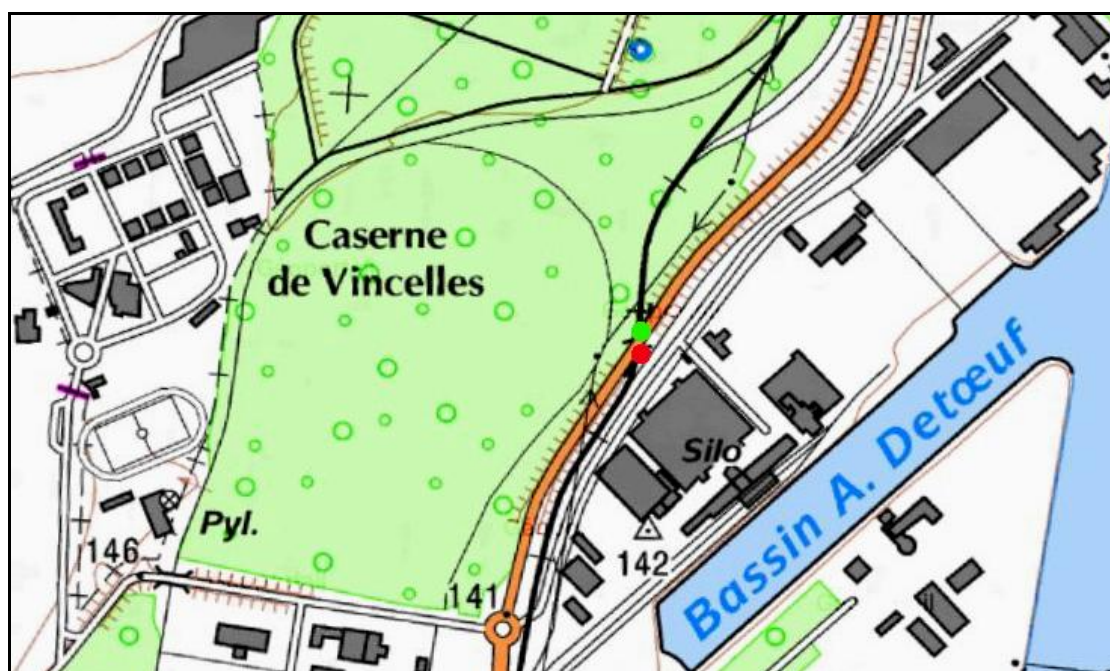 Caserne
de Vincelles
Silo
Bassin A. Detœuf
Pyl.
146
142
141